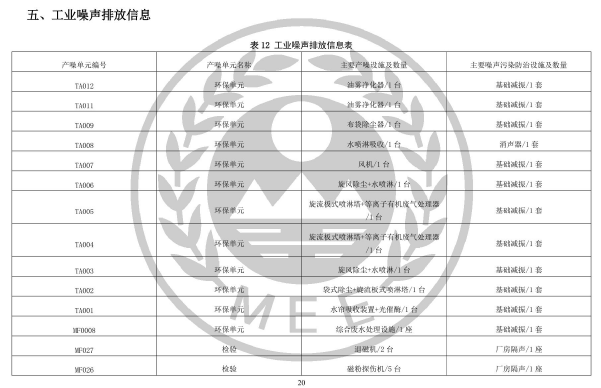 五、工业噪声排放信息
表 12 工业噪声排放信息表
产噪单元编号 产噪单元名称 主要产噪设施及数量 主要噪声污染防治设施及数量
TA012 环保单元 油雾净化器/1 台 基础减振/1 套
TA011 环保单元 油雾净化器/1 台 基础减振/1 套
TA009 环保单元 布袋除尘器/1 台 基础减振/1 套
TA008 环保单元 水喷淋吸收/1 台 消声器/1 套
TA007 环保单元 风机/1 台 基础减振/1 套
TA006 环保单元 旋风除尘+水喷淋/1 台 基础减振/1 套
TA005 环保单元 旋流板式喷淋塔+等离子有机废气处理器
/1 台 基础减振/1 套
TA004 环保单元 旋流板式喷淋塔+等离子有机废气处理器
/1 台 基础减振/1 套
TA003 环保单元 旋风除尘+水喷淋/1 台 基础减振/1 套
TA002 环保单元 袋式除尘+旋流板式喷淋塔/1 台 基础减振/1 套
TA001 环保单元 水帘吸收装置+光催酶/1 台 基础减振/1 套
MF0008 环保单元 综合废水处理设施/1 座 基础减振/1 套
MF027 检验 退磁机/2 台 厂房隔声/1 座
MF026 检验 磁粉探伤机/5 台 厂房隔声/1 座
MEE
20